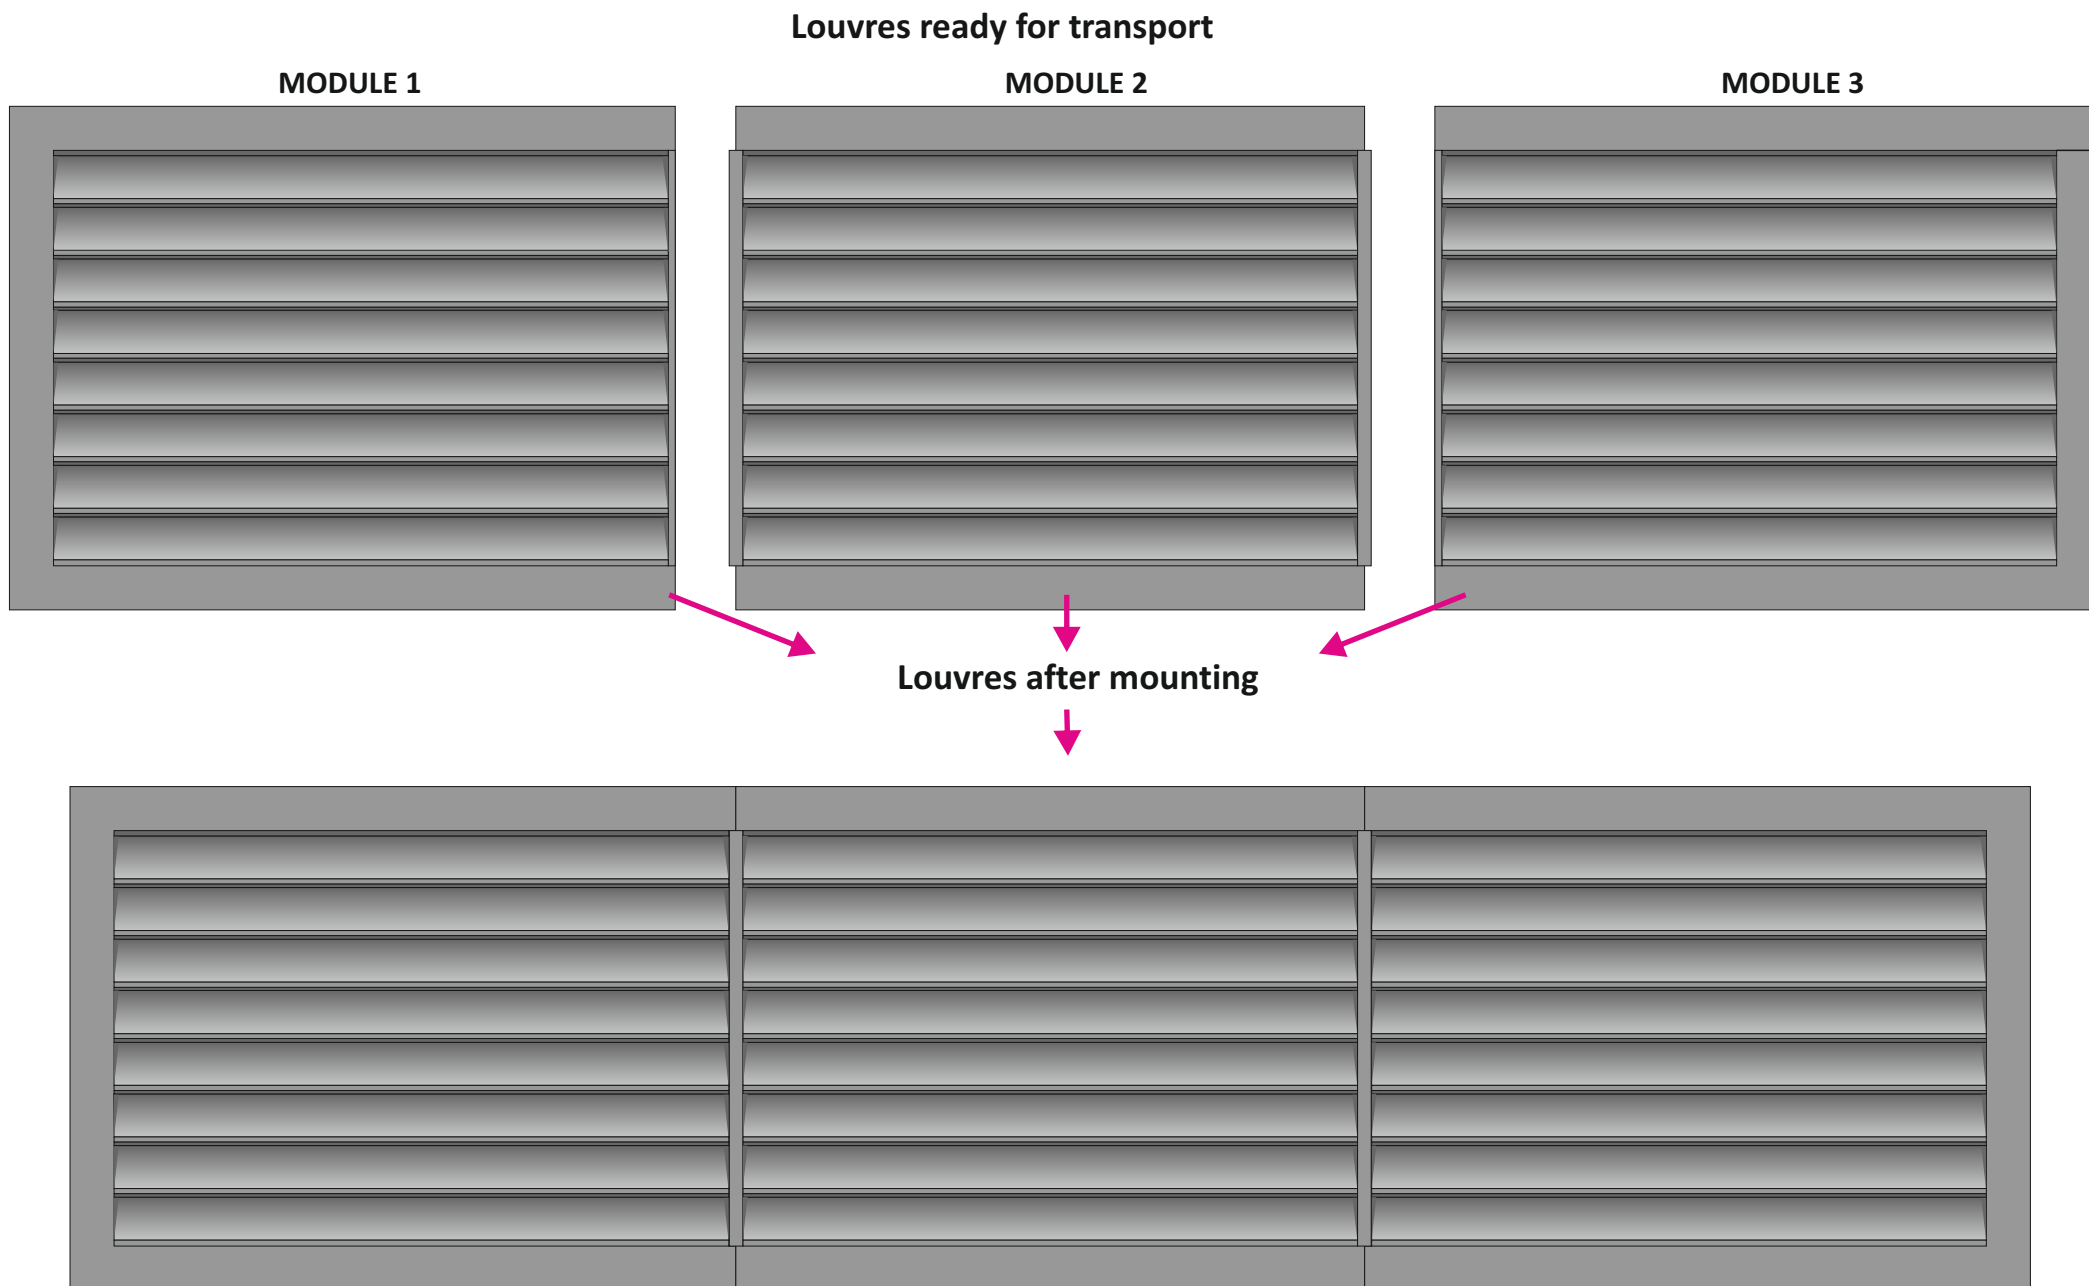 Louvres ready for transport
MODULE 1
MODULE 2
MODULE 3
Louvres after mounting